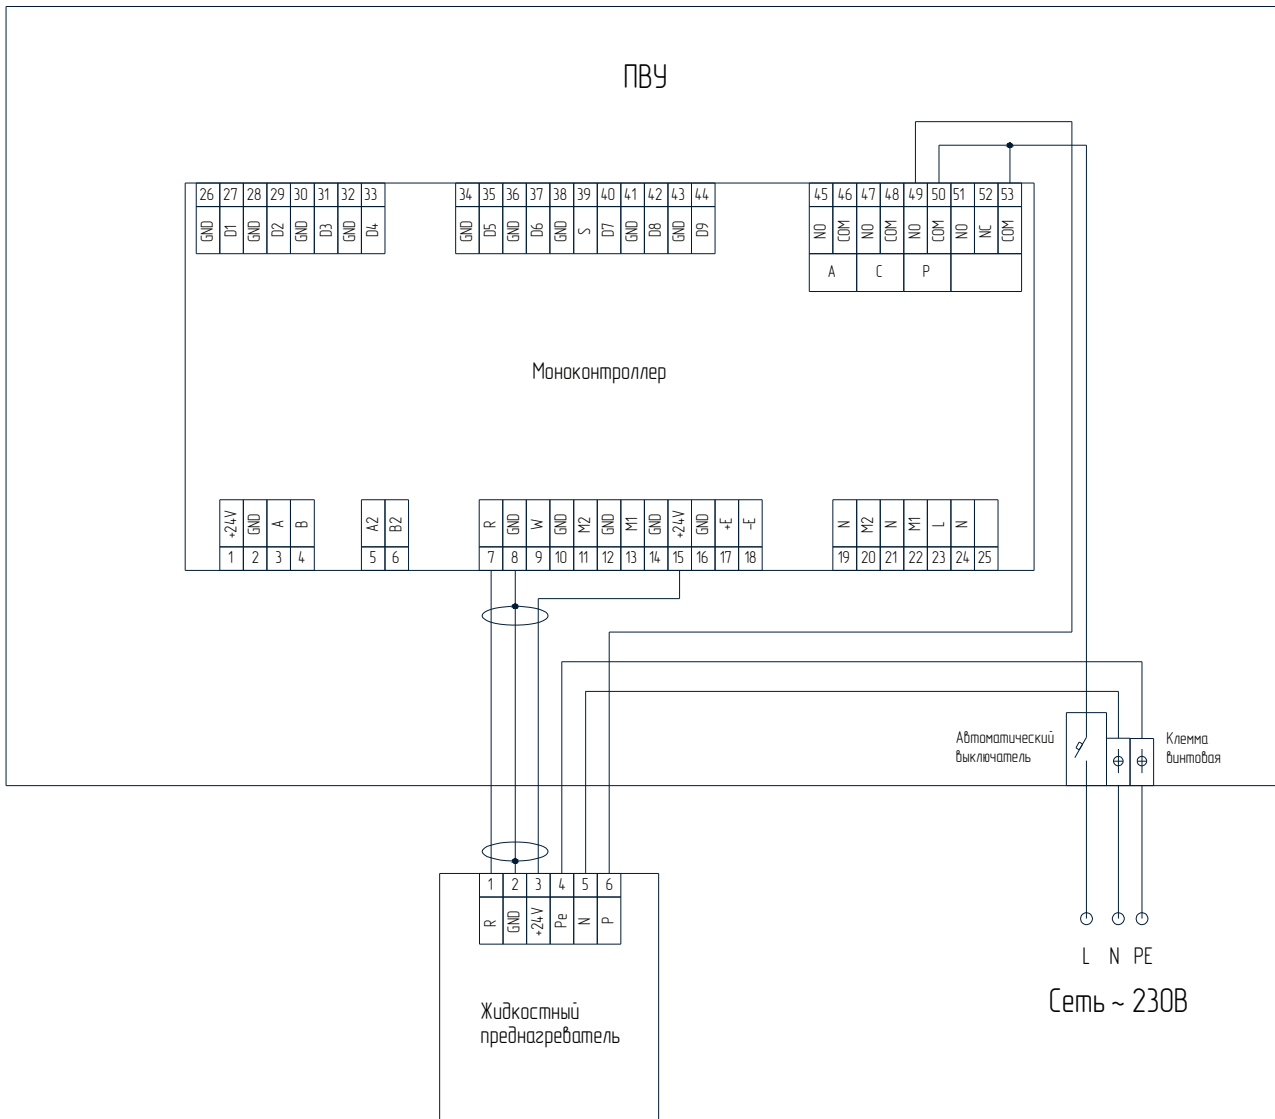 ПВУ
26 27 28 29 30 31 32 33
GND D1 GND D2 GND D3 GND D4
34 35 36 37 38 39 40 41 42 43 44
GND D5 GND D6 GND S D7 GND D8 GND D9
45 46 47 48 49 50 51 52 53
NO COM NO COM NO COM NO NC COM
A C P
Моноконтроллер
+24V GND A B
1 2 3 4
A2 B2
5 6
R GND W GND M2 GND M1 GND +24V GND +E -E
7 8 9 10 11 12 13 14 15 16 17 18
N M2 N M1 L N
19 20 21 22 23 24 25
Автоматический
выключатель
Клемма
винтовая
1 2 3 4 5 6
R GND +24V Pe N P
Жидкостный
преднагреватель
L N PE
Сеть ~ 230В